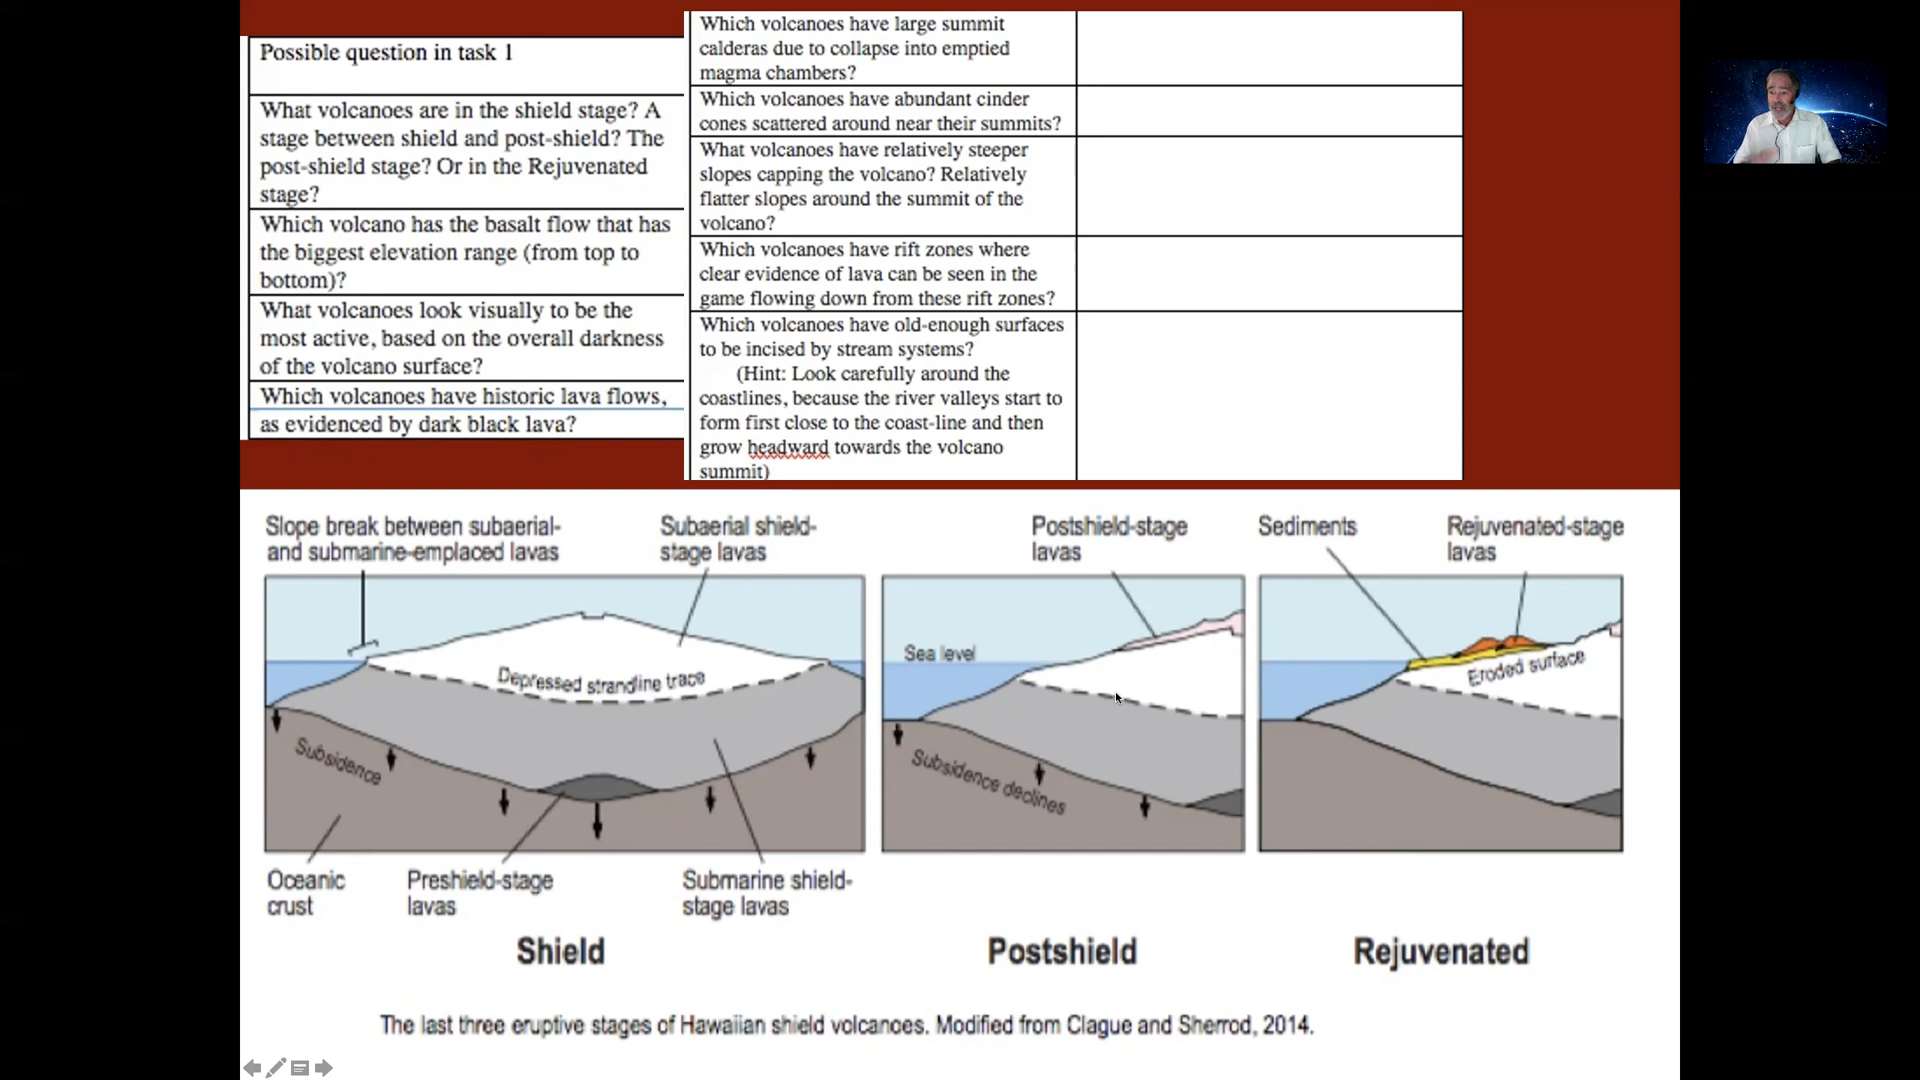 Possible question in task 1
What volcanoes are in the shield stage? A
stage between shield and post-shield? The
post-shield stage? Or in the Rejuvenated
stage?
Which volcano has the basalt flow that has
the biggest elevation range (from top to
bottom)?
What volcanoes look visually to be the
most active, based on the overall darkness
of the volcano surface?
Which volcanoes have historic lava flows,
as evidenced by dark black lava?
Which volcanoes have large summit
calderas due to collapse into emptied
magma chambers?
Which volcanoes have abundant cinder
cones scattered around near their summits?
What volcanoes have relatively steeper
slopes capping the volcano? Relatively
flatter slopes around the summit of the
volcano?
Which volcanoes have rift zones where
clear evidence of lava can be seen in the
game flowing down from these rift zones?
Which volcanoes have old-enough surfaces
to be incised by stream systems?
(Hint: Look carefully around the
coastlines, because the river valleys start to
form first close to the coast-line and then
grow headward towards the volcano
summit)
Slope break between subaerial-
and submarine-emplaced lavas
Subaerial shield-
stage lavas
Depressed strandline trace
Subsidence
Oceanic
crust
Preshield-stage
lavas
Submarine shield-
stage lavas
Shield
Postshield-stage
lavas
Sea level
Subsidence declines
Postshield
Sediments
Rejuvenated-stage
lavas
Eroded surface
Rejuvenated
The last three eruptive stages of Hawaiian shield volcanoes. Modified from Clague and Sherrod, 2014.